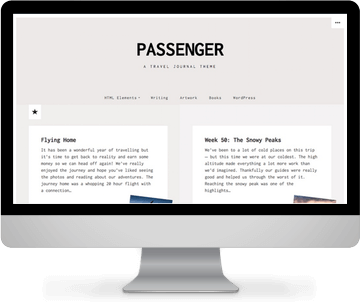 PASSENGER
A TRAVEL JOURNAL THEME
HTML Elements Writing Artwork Books WordPress
Flying Home
It has been a wonderful year of travelling but
it's time to get back to reality and earn some
money so we can head off again! We've really
enjoyed the journey and hope you've liked seeing
the photos and reading about our adventures. The
journey home was a whopping 20 hour flight with
a connection…
Week 50: The Snowy Peaks
We've been to a lot of cold places on this trip
— but this time we were at our coldest. The high
altitude made everything a lot more work than
we'd imagined. Thankfully our guides were really
good and helped us through the worst of it.
Reaching the snowy peak was one of the
highlights…